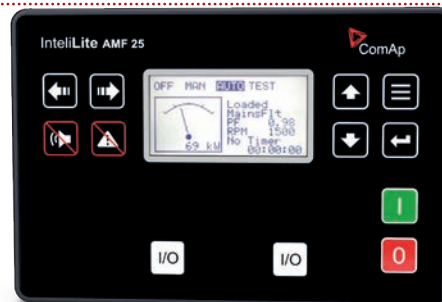 InteliLite AMF 25
ComAp
OFF MAN AUTO TEST
Loaded
MainsFlt
PF 0.98
RPM 1500
No Timer
00:00:00
69 kW
I
0
I/O
I/O